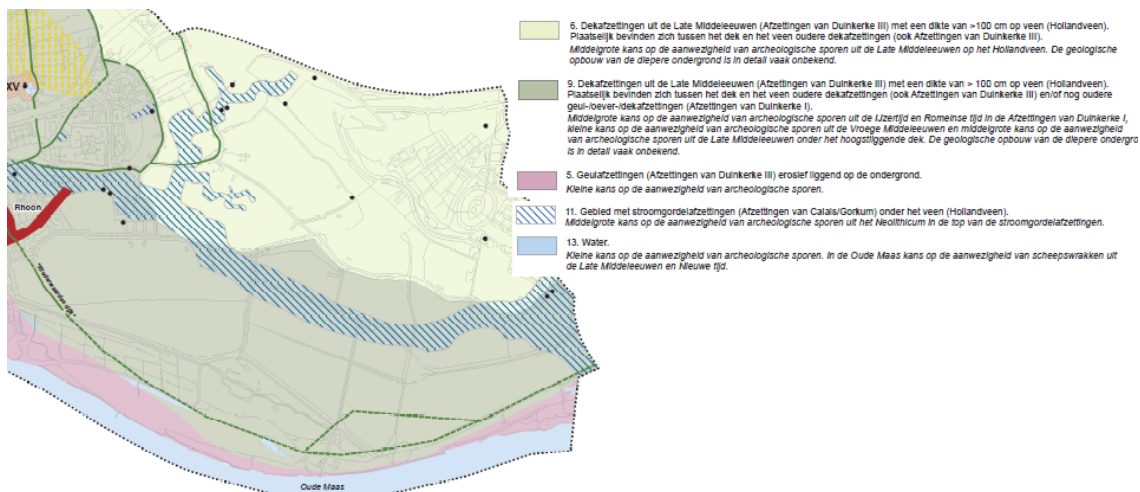 XV
Rhoon
"Essendijk"
Oude Maas
6. Dekafzettingen uit de Late Middeleeuwen (Afzettingen van Duinkerke III) met een dikte van >100 cm op veen (Hollandveen).
Plaatselijk bevinden zich tussen het dek en het veen oudere dekafzettingen (ook Afzettingen van Duinkerke III).
Middelgrote kans op de aanwezigheid van archeologische sporen uit de Late Middeleeuwen op het Hollandveen. De geologische
opbouw van de diepere ondergrond is in detail vaak onbekend.
9. Dekafzettingen uit de Late Middeleeuwen (Afzettingen van Duinkerke III) met een dikte van > 100 cm op veen (Hollandveen).
Plaatselijk bevinden zich tussen het dek en het veen oudere dekafzettingen (ook Afzettingen van Duinkerke III) en/of nog oudere
geul-/oever-/dekafzettingen (Afzettingen van Duinkerke I).
Middelgrote kans op de aanwezigheid van archeologische sporen uit de IJzertijd en Romeinse tijd in de Afzettingen van Duinkerke I,
kleine kans op de aanwezigheid van archeologische sporen uit de Vroege Middeleeuwen en middelgrote kans op de aanwezigheid
van archeologische sporen uit de Late Middeleeuwen onder het hoogstliggende dek. De geologische opbouw van de diepere ondergro
is in detail vaak onbekend.
5. Geulafzettingen (Afzettingen van Duinkerke III) erosief liggend op de ondergrond.
Kleine kans op de aanwezigheid van archeologische sporen.
11. Gebied met stroomgordelafzettingen (Afzettingen van Calais/Gorkum) onder het veen (Hollandveen).
Middelgrote kans op de aanwezigheid van archeologische sporen uit het Neolithicum in de top van de stroomgordelafzettingen.
13. Water.
Kleine kans op de aanwezigheid van archeologische sporen. In de Oude Maas kans op de aanwezigheid van scheepswrakken uit
de Late Middeleeuwen en Nieuwe tijd.